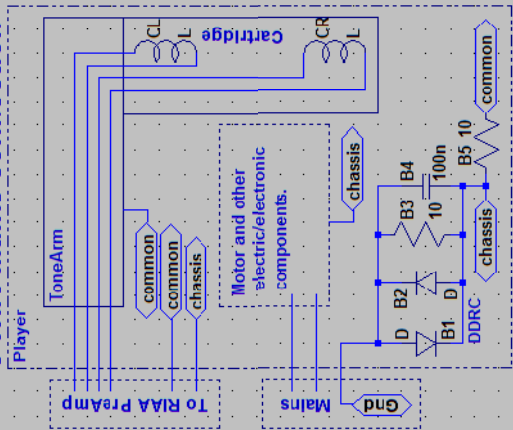 Player
ToneArm
CL
L
Cartridge
CR
L
common
common
chassis
To RIAA PreAmp
Motor and other
electric/electronic
components.
chassis
Mains
Gnd
D
B1
B2
D
DDRC
B3
10
B4
100n
B5
10
chassis
common